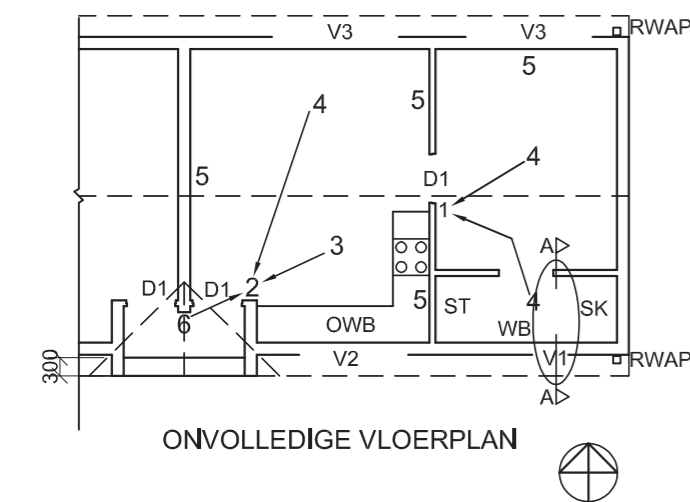 V3 V3 RWAP
5
4 5
4
5 D1
1
3
A
D1 D1 2
6 5 ST 4 SK
OWB WB
300 V2 V1 RWAP
A
ONVOLLEDIGE VLOERPLAN